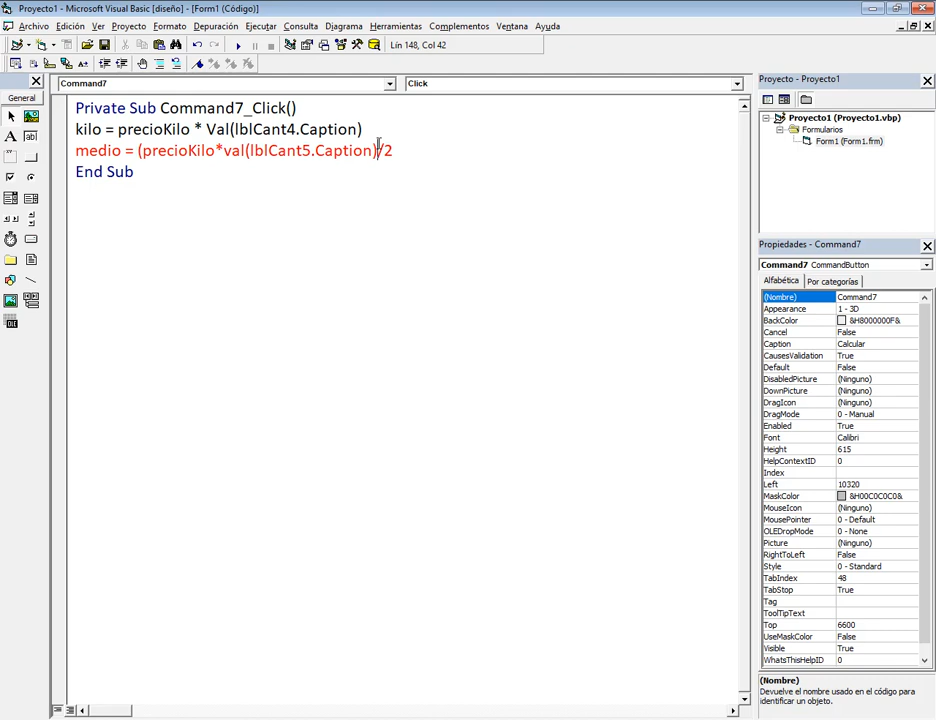 Proyecto1 - Microsoft Visual Basic [diseño] - [Form1 (Código)]
Archivo Edición Ver Proyecto Formato Depuración Ejecutar Consulta Diagrama Herramientas Complementos Ventana Ayuda
Lín 148, Col 42
General
Command7
Click
Private Sub Command7_Click()
kilo = precioKilo * Val(lblCant4.Caption)
medio = (precioKilo*val(lblCant5.Caption)/2
End Sub
Proyecto - Proyecto1
Proyecto1 (Proyecto1.vbp)
Formularios
Form1 (Form1.frm)
Propiedades - Command7
Command7 CommandButton
Alfabética Por categorías
(Nombre) Command7
Appearance 1 - 3D
BackColor &H8000000F&
Cancel False
Caption Calcular
CausesValidation True
Default False
DisabledPicture (Ninguno)
DownPicture (Ninguno)
DragIcon (Ninguno)
DragMode 0 - Manual
Enabled True
Font Calibri
Height 615
HelpContextID 0
Index
Left 10320
MaskColor &H00C0C0C0&
MouseIcon (Ninguno)
MousePointer 0 - Default
OLEDropMode 0 - None
Picture (Ninguno)
RightToLeft False
Style 0 - Standard
TabIndex 48
TabStop True
Tag
ToolTipText
Top 6600
UseMaskColor False
Visible True
WhatsThisHelpID 0
(Nombre)
Devuelve el nombre usado en el código para
identificar un objeto.